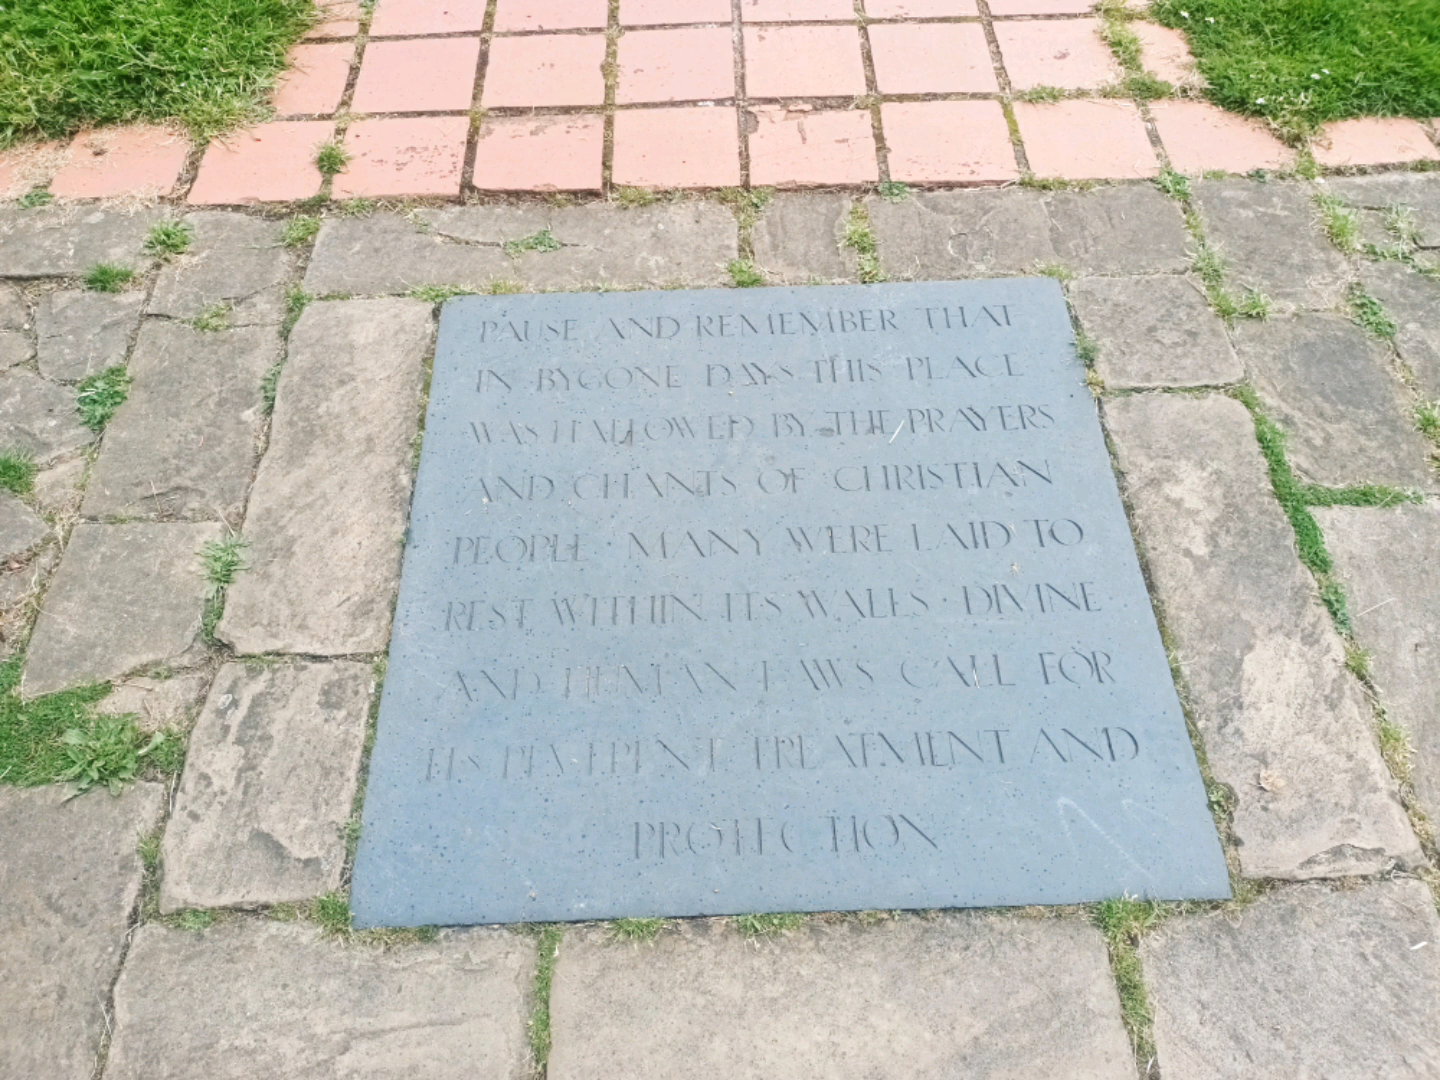 PAUSE AND REMEMBER THAT
IN BYGONE DAYS THIS PLACE
WAS HALLOWED BY THE PRAYERS
AND CHANTS OF CHRISTIAN
PEOPLE · MANY WERE LAID TO
REST WITHIN ITS WALLS · DIVINE
AND HUMAN LAWS CALL FOR
ITS REVERENT TREATMENT AND
PROTECTION